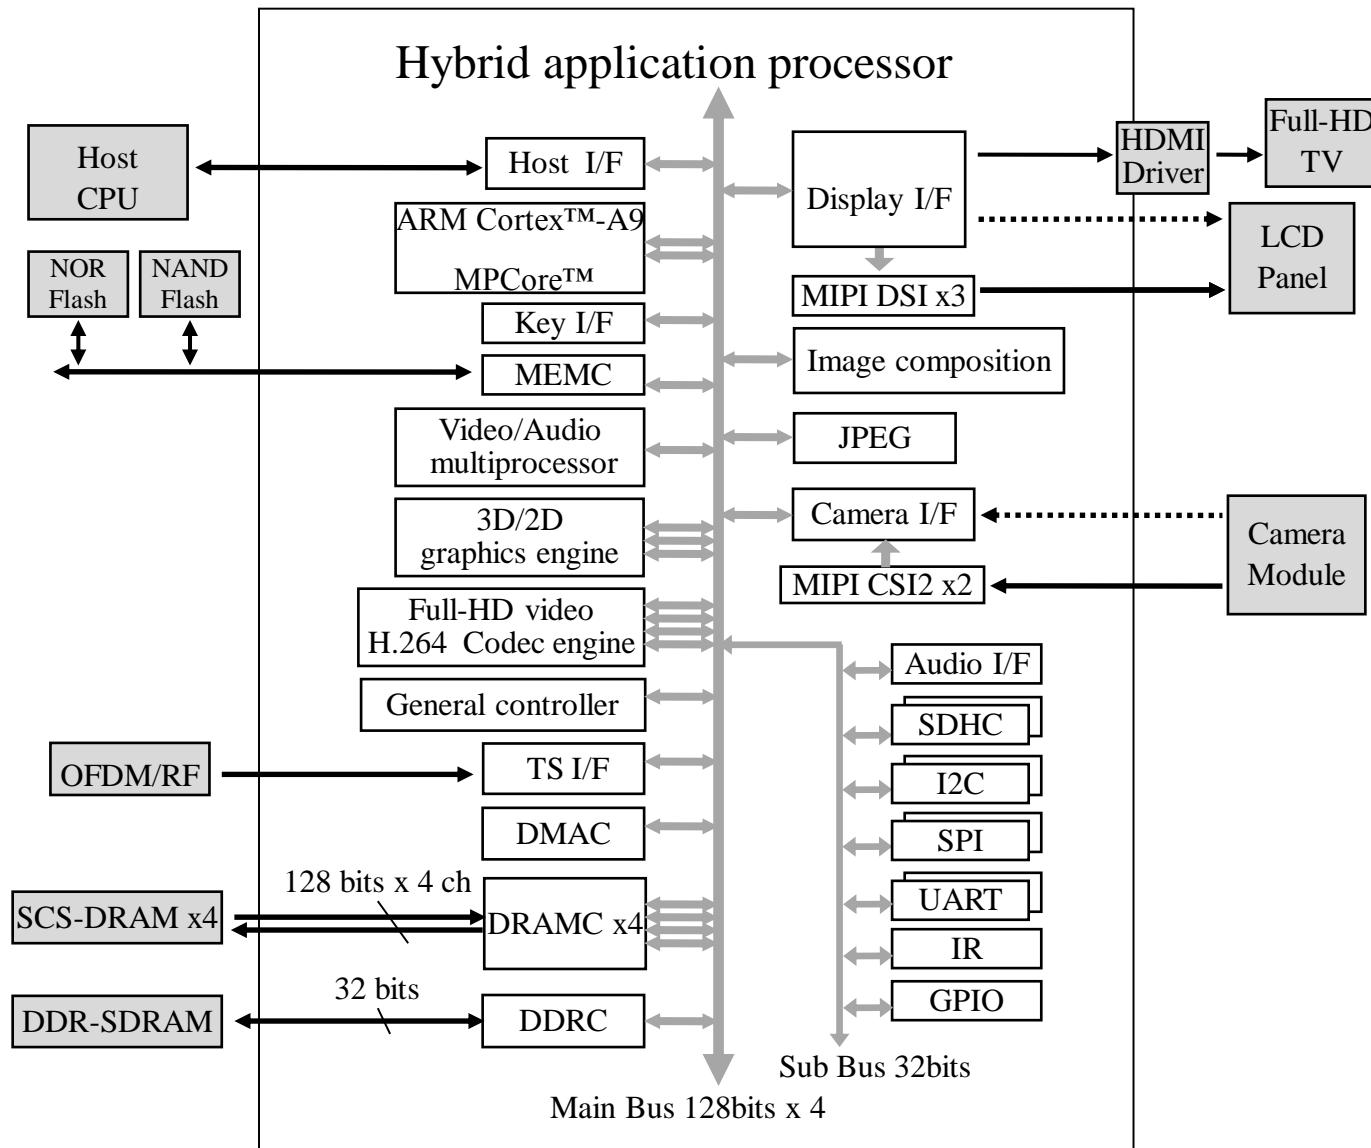 Hybrid application processor
Host
CPU
NOR
Flash
NAND
Flash
OFDM/RF
SCS-DRAM x4
DDR-SDRAM
128 bits x 4 ch
32 bits
Host I/F
ARM Cortex™-A9
MPCore™
Key I/F
MEMC
Video/Audio
multiprocessor
3D/2D
graphics engine
Full-HD video
H.264 Codec engine
General controller
TS I/F
DMAC
DRAMC x4
DDRC
Main Bus 128bits x 4
Display I/F
MIPI DSI x3
Image composition
JPEG
Camera I/F
MIPI CSI2 x2
Audio I/F
SDHC
I2C
SPI
UART
IR
GPIO
Sub Bus 32bits
HDMI
Driver
Full-HD
TV
LCD
Panel
Camera
Module